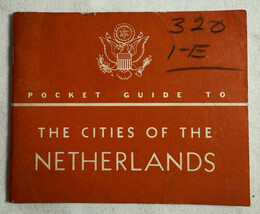 320
1-E
POCKET GUIDE TO
THE CITIES OF THE
NETHERLANDS